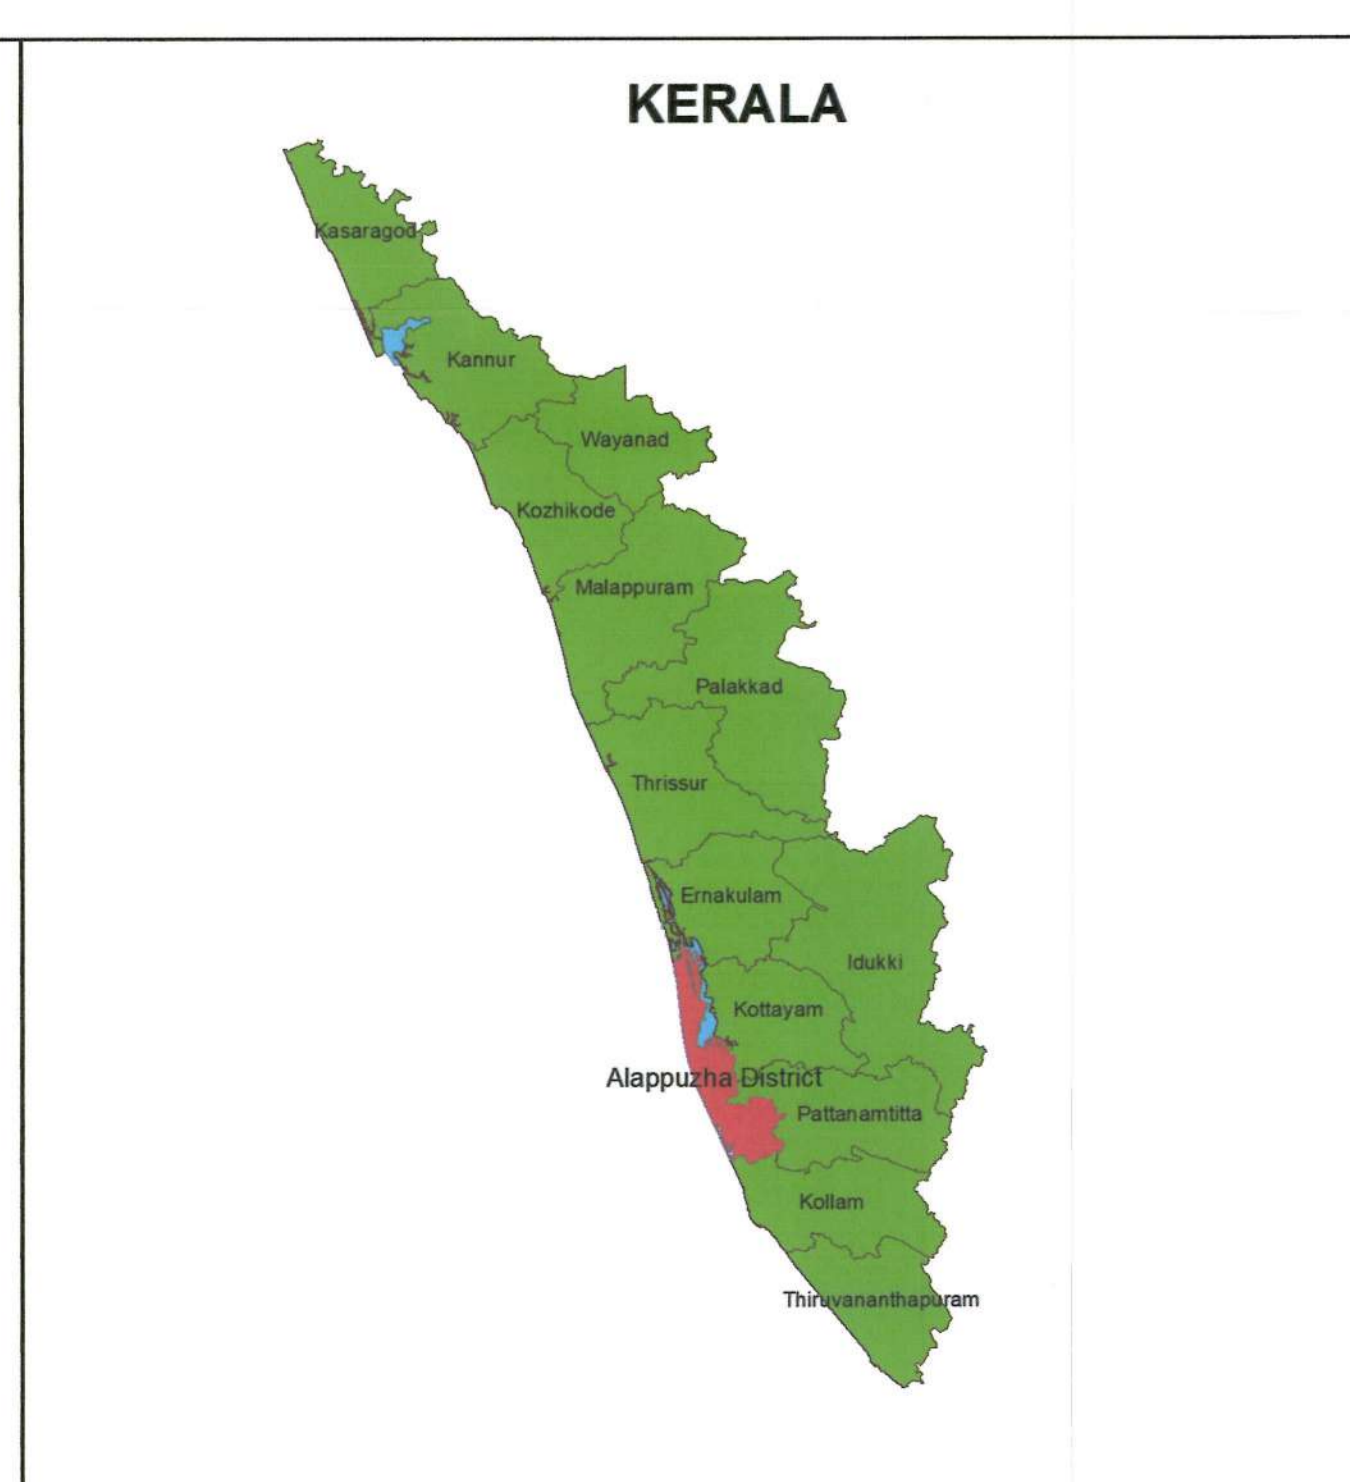 KERALA
Kasaragod
Kannur
Wayanad
Kozhikode
Malappuram
Palakkad
Thrissur
Ernakulam
Idukki
Kottayam
Alappuzha District
Pattanamtitta
Kollam
Thiruvananthapuram